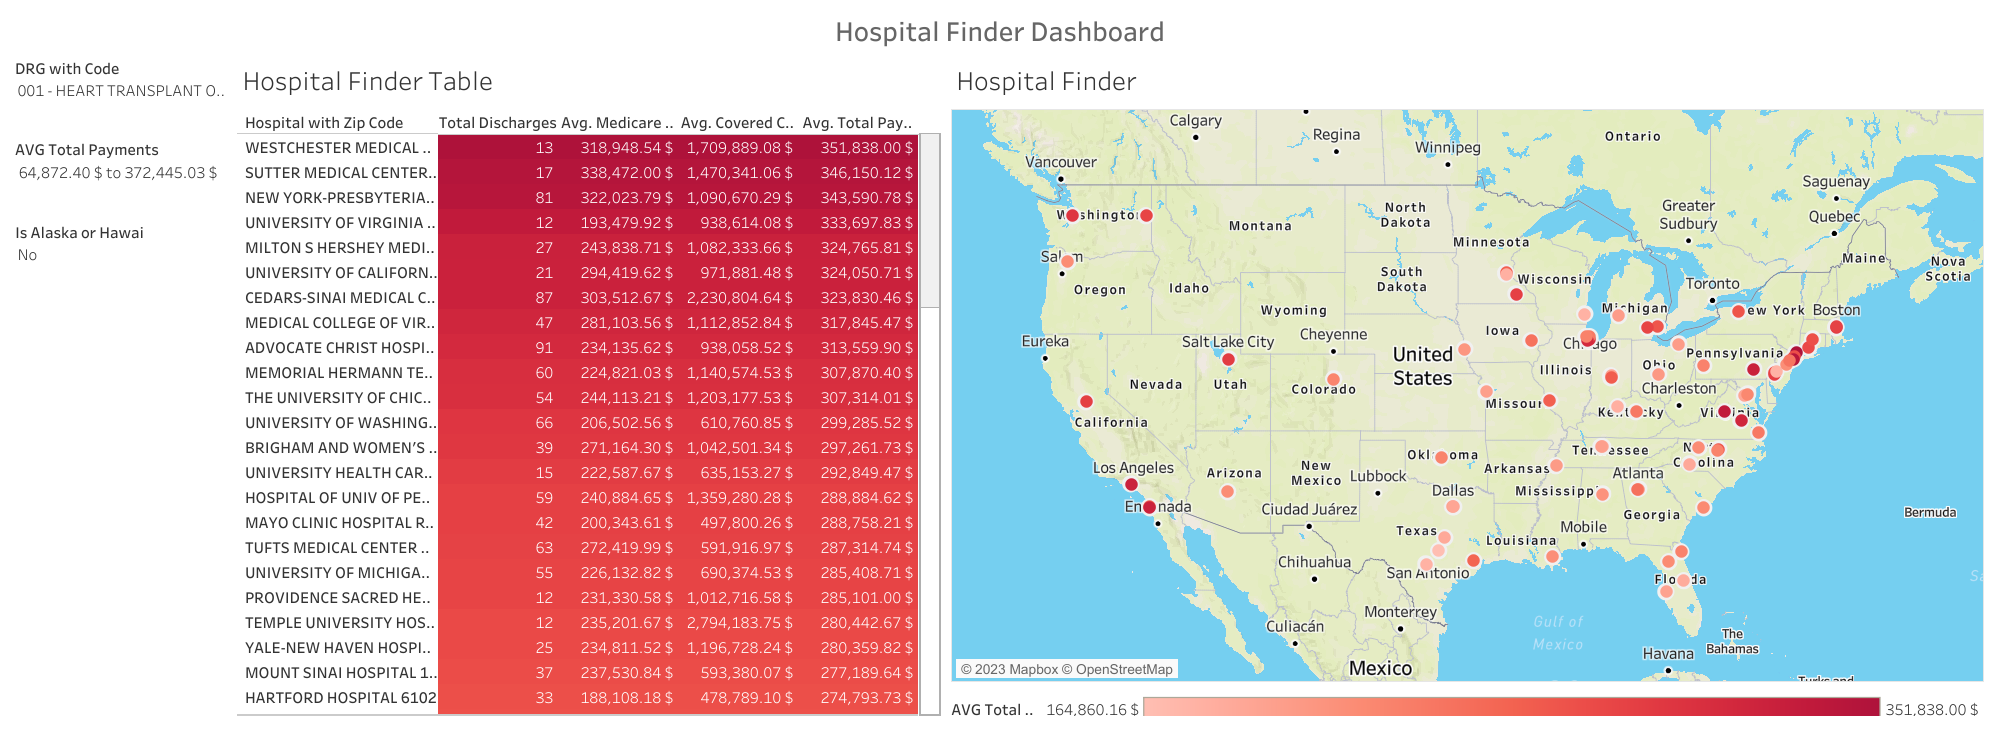 Hospital Finder Dashboard
DRG with Code
001 - HEART TRANSPLANT O..
AVG Total Payments
64,872.40 $ to 372,445.03 $
Is Alaska or Hawai
No
Hospital Finder Table
Hospital with Zip Code Total Discharges Avg. Medicare .. Avg. Covered C.. Avg. Total Pay..
WESTCHESTER MEDICAL .. 13 318,948.54 $ 1,709,889.08 $ 351,838.00 $
SUTTER MEDICAL CENTER.. 17 338,472.00 $ 1,470,341.06 $ 346,150.12 $
NEW YORK-PRESBYTERIA.. 81 322,023.79 $ 1,090,670.29 $ 343,590.78 $
UNIVERSITY OF VIRGINIA .. 12 193,479.92 $ 938,614.08 $ 333,697.83 $
MILTON S HERSHEY MEDI.. 27 243,838.71 $ 1,082,333.66 $ 324,765.81 $
UNIVERSITY OF CALIFORN.. 21 294,419.62 $ 971,881.48 $ 324,050.71 $
CEDARS-SINAI MEDICAL C.. 87 303,512.67 $ 2,230,804.64 $ 323,830.46 $
MEDICAL COLLEGE OF VIR.. 47 281,103.56 $ 1,112,852.84 $ 317,845.47 $
ADVOCATE CHRIST HOSPI.. 91 234,135.62 $ 938,058.52 $ 313,559.90 $
MEMORIAL HERMANN TE.. 60 224,821.03 $ 1,140,574.53 $ 307,870.40 $
THE UNIVERSITY OF CHIC.. 54 244,113.21 $ 1,203,177.53 $ 307,314.01 $
UNIVERSITY OF WASHING.. 66 206,502.56 $ 610,760.85 $ 299,285.52 $
BRIGHAM AND WOMEN'S .. 39 271,164.30 $ 1,042,501.34 $ 297,261.73 $
UNIVERSITY HEALTH CAR.. 15 222,587.67 $ 635,153.27 $ 292,849.47 $
HOSPITAL OF UNIV OF PE.. 59 240,884.65 $ 1,359,280.28 $ 288,884.62 $
MAYO CLINIC HOSPITAL R.. 42 200,343.61 $ 497,800.26 $ 288,758.21 $
TUFTS MEDICAL CENTER .. 63 272,419.99 $ 591,916.97 $ 287,314.74 $
UNIVERSITY OF MICHIGA.. 55 226,132.82 $ 690,374.53 $ 285,408.71 $
PROVIDENCE SACRED HE.. 12 231,330.58 $ 1,012,716.58 $ 285,101.00 $
TEMPLE UNIVERSITY HOS.. 12 235,201.67 $ 2,794,183.75 $ 280,442.67 $
YALE-NEW HAVEN HOSPI.. 25 234,811.52 $ 1,196,728.24 $ 280,359.82 $
MOUNT SINAI HOSPITAL 1.. 37 237,530.84 $ 593,380.07 $ 277,189.64 $
HARTFORD HOSPITAL 6102 33 188,108.18 $ 478,789.10 $ 274,793.73 $
Hospital Finder
Calgary
Regina
Ontario
Winnipeg
Vancouver
Saguenay
Greater
Sudbury
Quebec
North
Dakota
Montana
Minnesota
Maine
Nova
Scotia
Wisconsin
South
Dakota
Toronto
Oregon
Idaho
Wyoming
Michigan
Boston
Iowa
Cheyenne
Eureka
Salt Lake City
United
States
Pennsylvania
Ohio
Illinois
Nevada
Utah
Colorado
Charleston
California
Los Angeles
Arizona
New
Mexico
Lubbock
Arkansas
Atlanta
Dallas
Mississippi
Ciudad Juárez
Georgia
Bermuda
Mobile
Texas
Louisiana
Chihuahua
San Antonio
Monterrey
Culiacán
Gulf of
Mexico
The
Bahamas
Havana
Mexico
© 2023 Mapbox © OpenStreetMap
AVG Total .. 164,860.16 $ 351,838.00 $